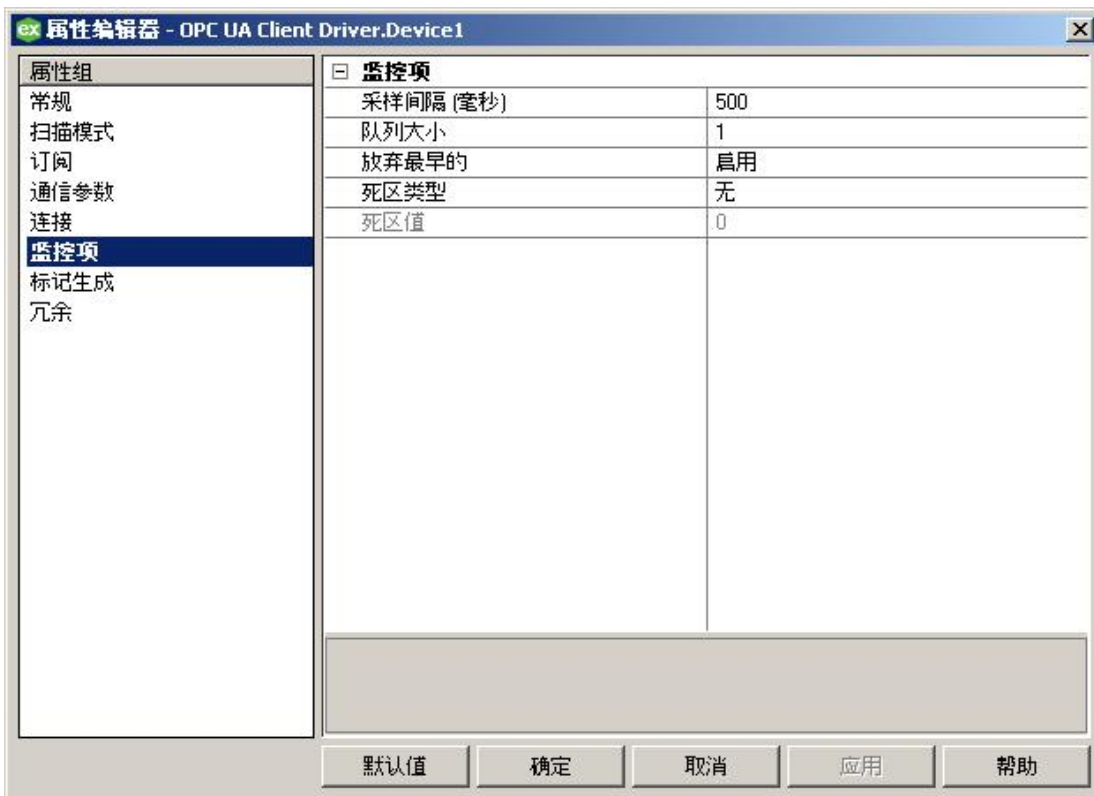 ex 属性编辑器 - OPC UA Client Driver.Device1
属性组
常规
扫描模式
订阅
通信参数
连接
监控项
标记生成
冗余
监控项
采样间隔 (毫秒) 500
队列大小 1
放弃最早的 启用
死区类型 无
死区值 0
默认值 确定 取消 应用 帮助